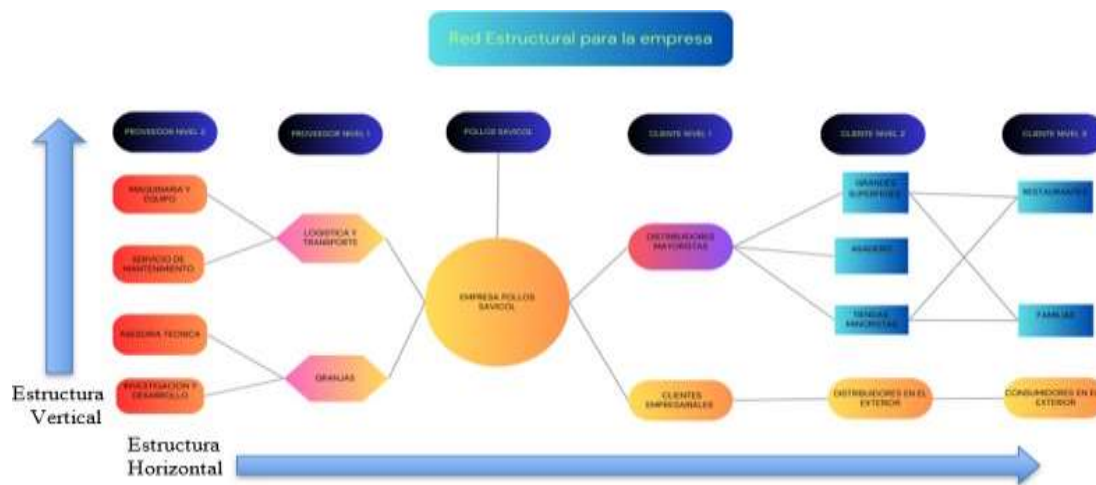 Red Estructural para la empresa
PROVEEDOR NIVEL 2
PROVEEDOR NIVEL 1
POLLOS SAVICOL
CLIENTE NIVEL 1
CLIENTE NIVEL 2
CLIENTE NIVEL 3
MAQUINARIA Y
EQUIPO
SERVICIO DE
MANTENIMIENTO
ASESORIA TECNICA
INVESTIGACION Y
DESARROLLO
LOGISTICA Y
TRANSPORTE
GRANJAS
EMPRESA POLLOS
SAVICOL
DISTRIBUIDORES
MAYORISTAS
CLIENTES
EMPRESARIALES
GRANDES
ASADERO
TIENDAS
MINORISTAS
DISTRIBUIDORES EN EL
EXTERIOR
RESTAURANTES
FAMILIAS
CONSUMIDORES EN EL
EXTERIOR
Estructura
Vertical
Estructura
Horizontal